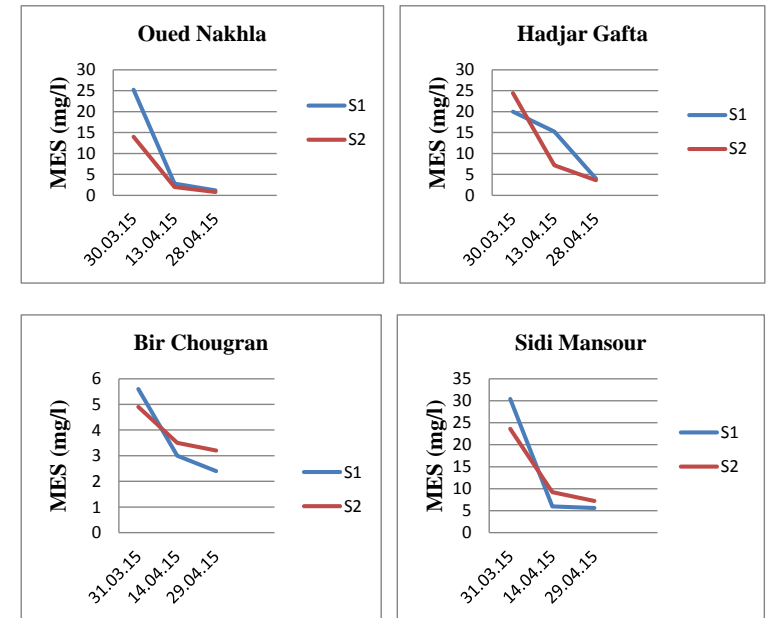 Oued Nakhla
MES (mg/l)
30
25
20
15
10
5
0
30.03.15
13.04.15
28.04.15
S1
S2
Hadjar Gafta
MES (mg/l)
30
25
20
15
10
5
0
30.03.15
13.04.15
28.04.15
S1
S2
Bir Chougran
MES (mg/l)
6
5
4
3
2
1
0
31.03.15
14.04.15
29.04.15
S1
S2
Sidi Mansour
MES (mg/l)
35
30
25
20
15
10
5
0
31.03.15
14.04.15
29.04.15
S1
S2